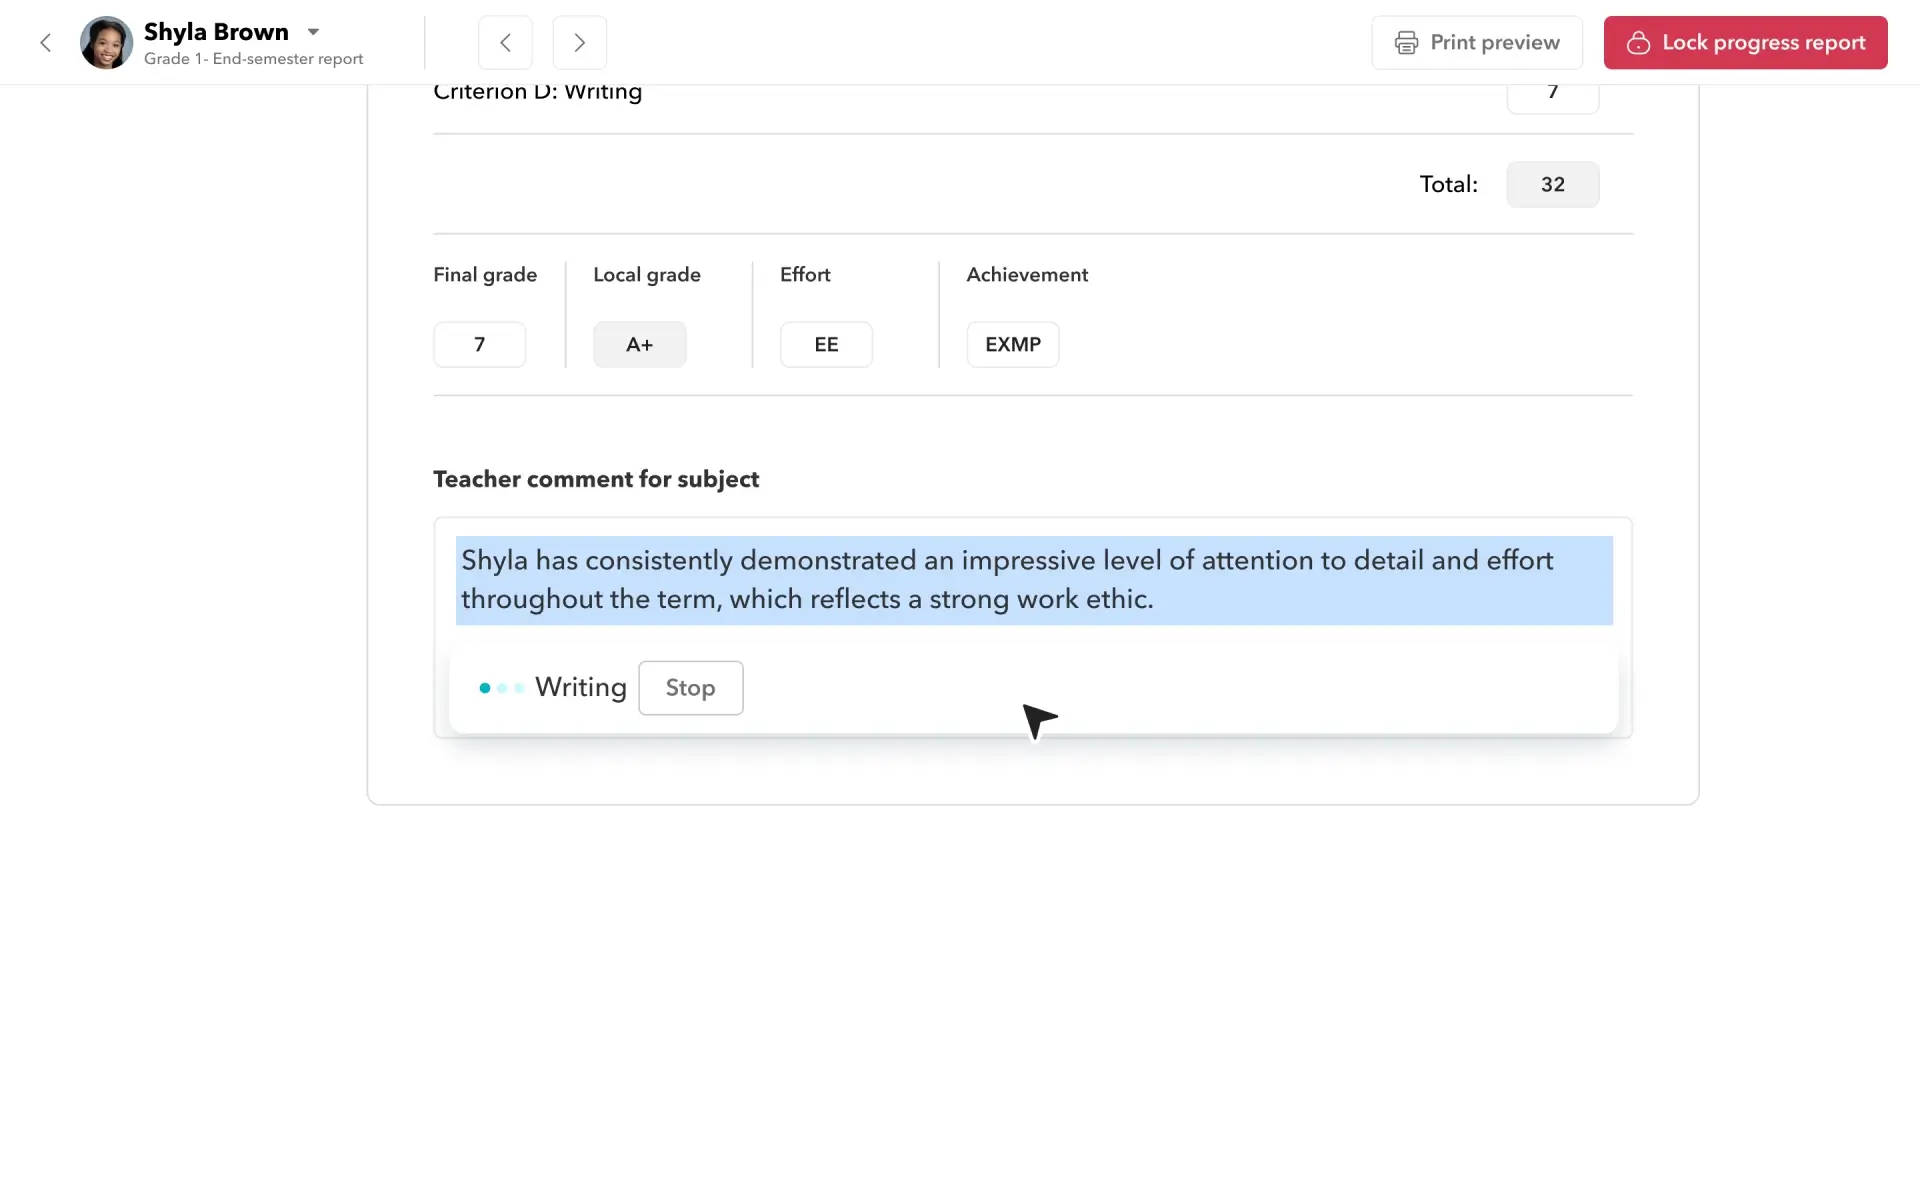 Shyla Brown
Grade 1- End-semester report
Print preview
Lock progress report
Criterion D: Writing
7
Total:
32
Final grade
Local grade
Effort
Achievement
7
A+
EE
EXMP
Teacher comment for subject
Shyla has consistently demonstrated an impressive level of attention to detail and effort
throughout the term, which reflects a strong work ethic.
Writing
Stop